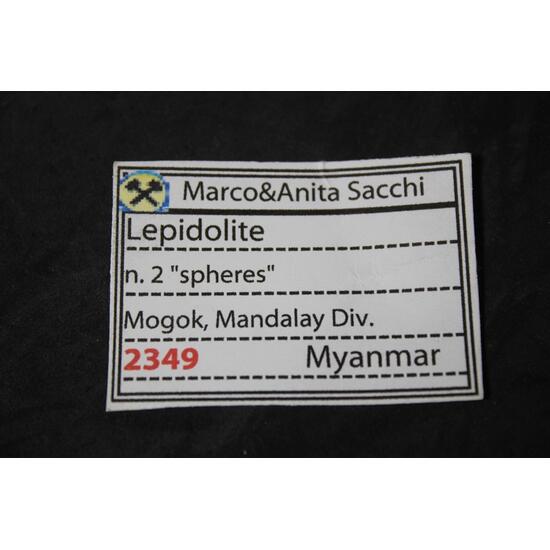 Marco&Anita Sacchi
Lepidolite
n. 2 "spheres"
Mogok, Mandalay Div.
2349 Myanmar